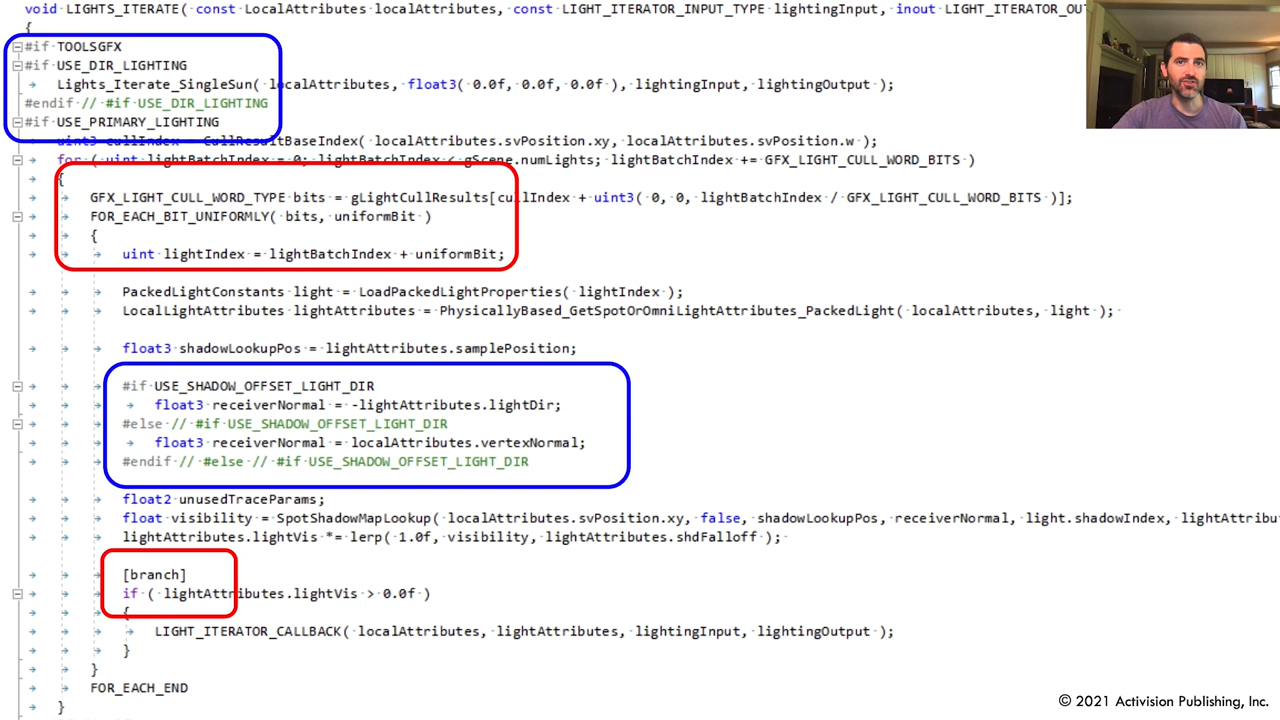 void LIGHTS_ITERATE( const LocalAttributes localAttributes, const LIGHT_ITERATOR_INPUT_TYPE lightingInput, inout
{
#if TOOLSGFX
#if USE_DIR_LIGHTING
Lights_Iterate_SingleSun( localAttributes, float3( 0.0f, 0.0f, 0.0f ), lightingInput, lightingOutput );
#endif // #if USE_DIR_LIGHTING
#if USE_PRIMARY_LIGHTING
uint3 cullIndex = CullResultBaseIndex( localAttributes.svPosition.xy, localAttributes.svPosition.w );
for ( uint lightBatchIndex = 0; lightBatchIndex < gScene.numLights; lightBatchIndex += GFX_LIGHT_CULL_WORD_BITS )
{
GFX_LIGHT_CULL_WORD_TYPE bits = gLightCullResults[cullIndex + uint3( 0, 0, lightBatchIndex / GFX_LIGHT_CULL_WORD_BITS )];
FOR_EACH_BIT_UNIFORMLY( bits, uniformBit )
{
uint lightIndex = lightBatchIndex + uniformBit;
PackedLightConstants light = LoadPackedLightProperties( lightIndex );
LocalLightAttributes lightAttributes = PhysicallyBased_GetSpotOrOmniLightAttributes_PackedLight( localAttributes, light );
float3 shadowLookupPos = lightAttributes.samplePosition;
#if USE_SHADOW_OFFSET_LIGHT_DIR
float3 receiverNormal = -lightAttributes.lightDir;
#else // #if USE_SHADOW_OFFSET_LIGHT_DIR
float3 receiverNormal = localAttributes.vertexNormal;
#endif // #else // #if USE_SHADOW_OFFSET_LIGHT_DIR
float2 unusedTraceParams;
float visibility = SpotShadowMapLookup( localAttributes.svPosition.xy, false, shadowLookupPos, receiverNormal, light.shadowIndex, lightAttribu
lightAttributes.lightVis *= lerp( 1.0f, visibility, lightAttributes.shdFalloff );
[branch]
if ( lightAttributes.lightVis > 0.0f )
{
LIGHT_ITERATOR_CALLBACK( localAttributes, lightAttributes, lightingInput, lightingOutput );
}
}
FOR_EACH_END
}
© 2021 Activision Publishing, Inc.